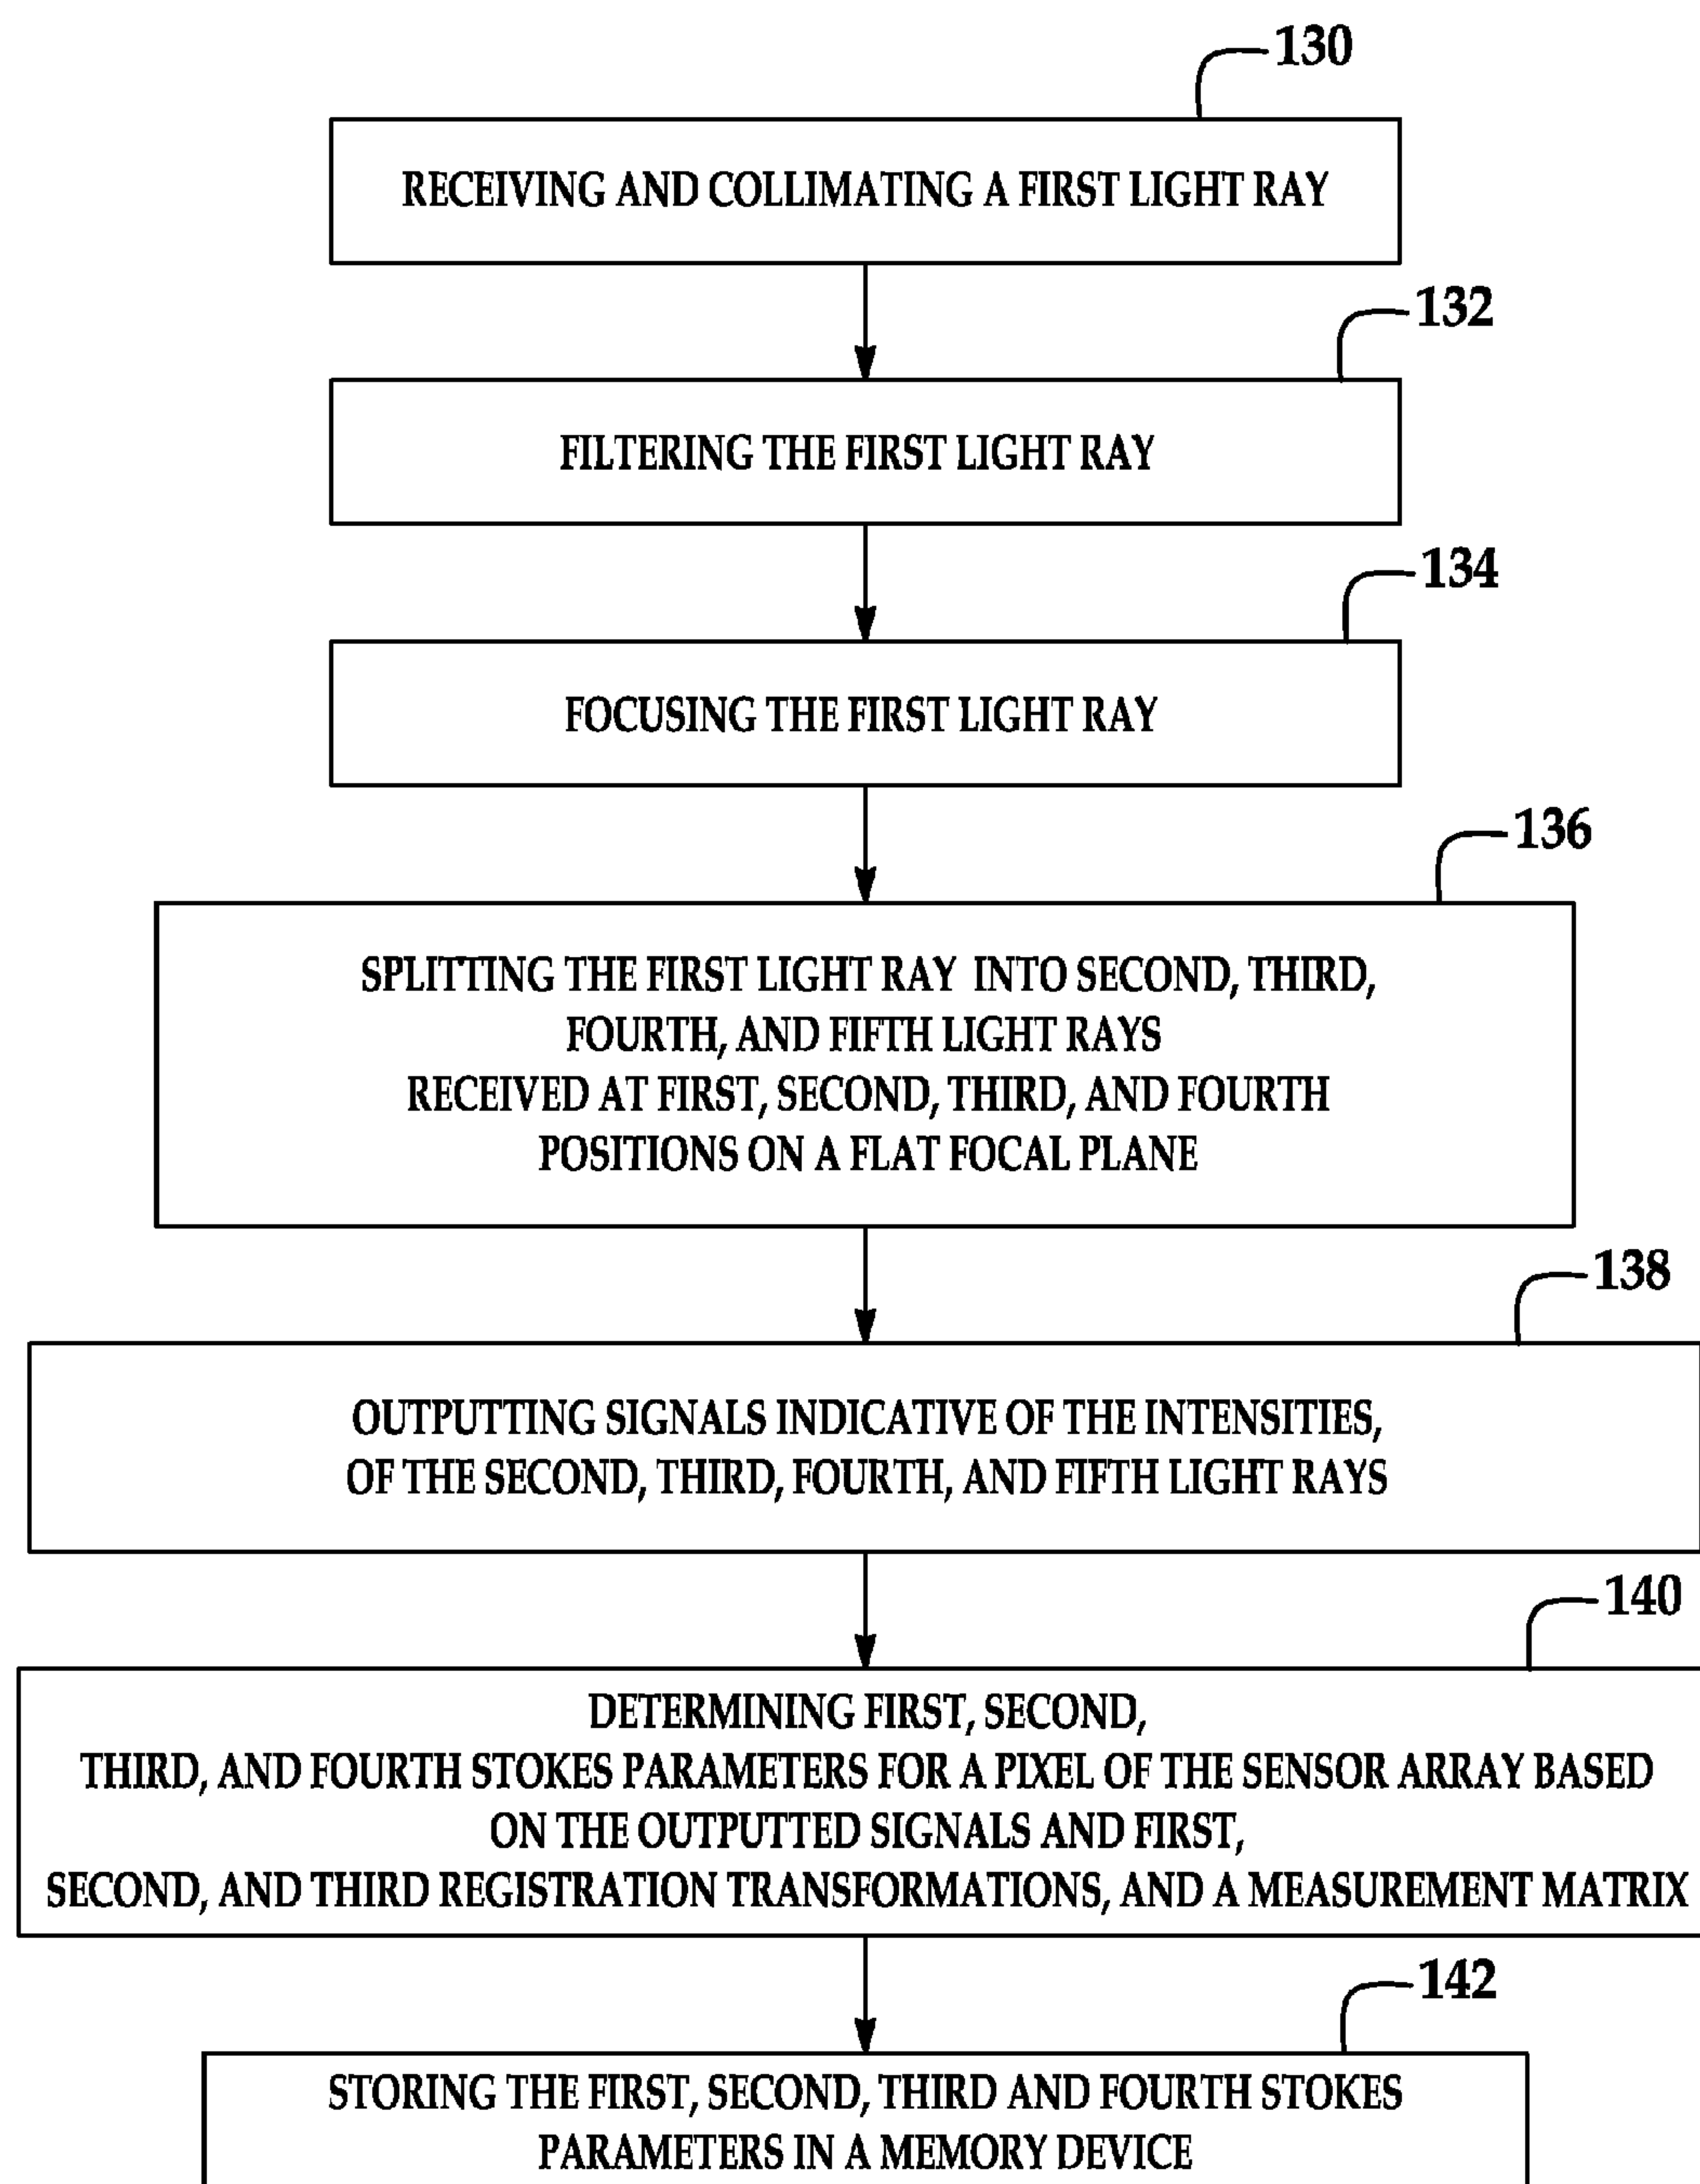 130
RECEIVING AND COLLIMATING A FIRST LIGHT RAY
132
FILTERING THE FIRST LIGHT RAY
134
FOCUSING THE FIRST LIGHT RAY
136
SPLITTING THE FIRST LIGHT RAY INTO SECOND, THIRD,
FOURTH, AND FIFTH LIGHT RAYS
RECEIVED AT FIRST, SECOND, THIRD, AND FOURTH
POSITIONS ON A FLAT FOCAL PLANE
138
OUTPUTTING SIGNALS INDICATIVE OF THE INTENSITIES,
OF THE SECOND, THIRD, FOURTH, AND FIFTH LIGHT RAYS
140
DETERMINING FIRST, SECOND,
THIRD, AND FOURTH STOKES PARAMETERS FOR A PIXEL OF THE SENSOR ARRAY BASED
ON THE OUTPUTTED SIGNALS AND FIRST,
SECOND, AND THIRD REGISTRATION TRANSFORMATIONS, AND A MEASUREMENT MATRIX
142
STORING THE FIRST, SECOND, THIRD AND FOURTH STOKES
PARAMETERS IN A MEMORY DEVICE